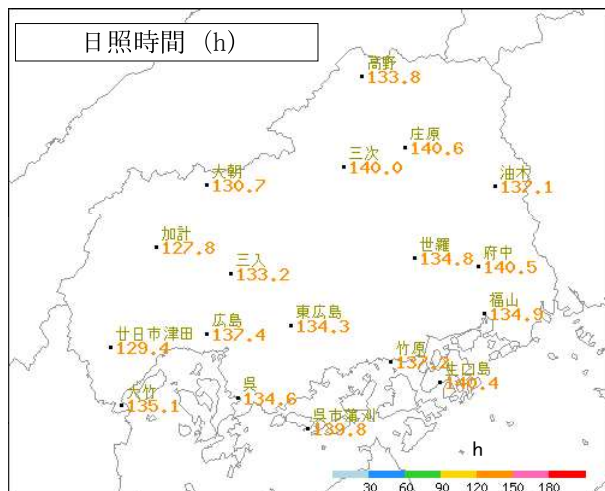 日照時間 (h)
高野
133.8
庄原
140.6
三次
140.0
大朝
130.7
油木
137.1
加計
127.8
三入
133.2
世羅
134.8
府中
140.5
福山
134.9
東広島
134.3
広島
137.4
廿日市津田
129.4
竹原
137.2
生口島
140.4
大竹
135.1
呉
134.6
呉市蒲刈
139.8
h
30 60 90 120 150 180